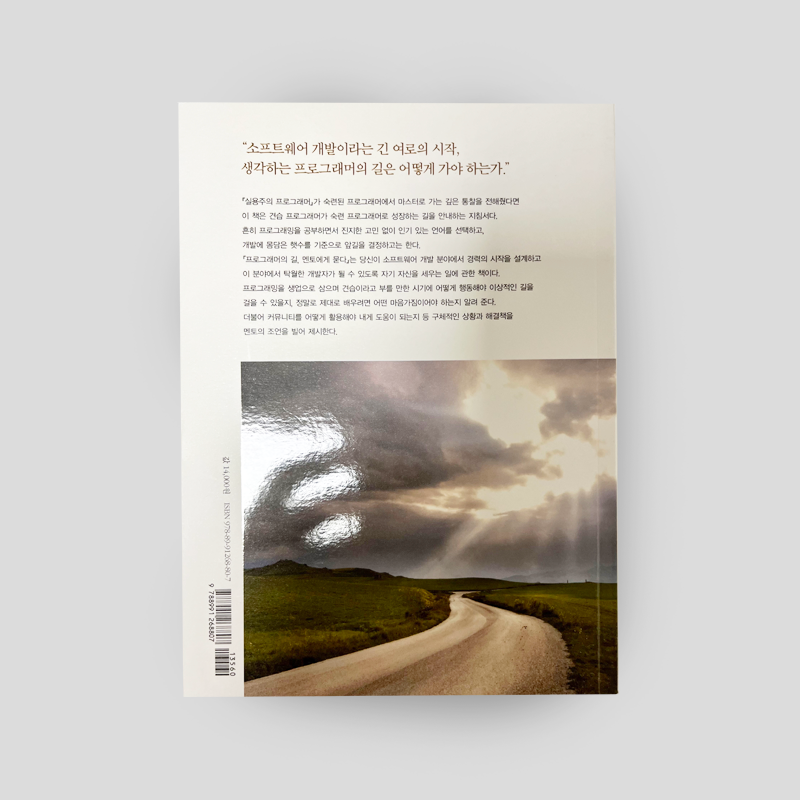 “소프트웨어 개발이라는 긴 여로의 시작,
생각하는 프로그래머의 길은 어떻게 가야 하는가.”
『실용주의 프로그래머』가 숙련된 프로그래머에서 마스터로 가는 깊은 통찰을 전해줬다면
이 책은 견습 프로그래머가 숙련 프로그래머로 성장하는 길을 안내하는 지침서다.
흔히 프로그래밍을 공부하면서 진지한 고민 없이 인기 있는 언어를 선택하고,
개발에 몸담은 햇수를 기준으로 앞길을 결정하고는 한다.
『프로그래머의 길, 멘토에게 묻다』는 당신이 소프트웨어 개발 분야에서 경력의 시작을 설계하고
이 분야에서 탁월한 개발자가 될 수 있도록 자기 자신을 세우는 일에 관한 책이다.
프로그래밍을 생업으로 삼으며 견습이라고 부를 만한 시기에 어떻게 행동해야 이상적인 길을
걸을 수 있을지, 정말로 제대로 배우려면 어떤 마음가짐이어야 하는지 알려 준다.
더불어 커뮤니티를 어떻게 활용해야 내게 도움이 되는지 등 구체적인 상황과 해결책을
멘토의 조언을 빌어 제시한다.
값 14,000원 ISBN 978-89-91268-80-7
9 788991 268807
13560